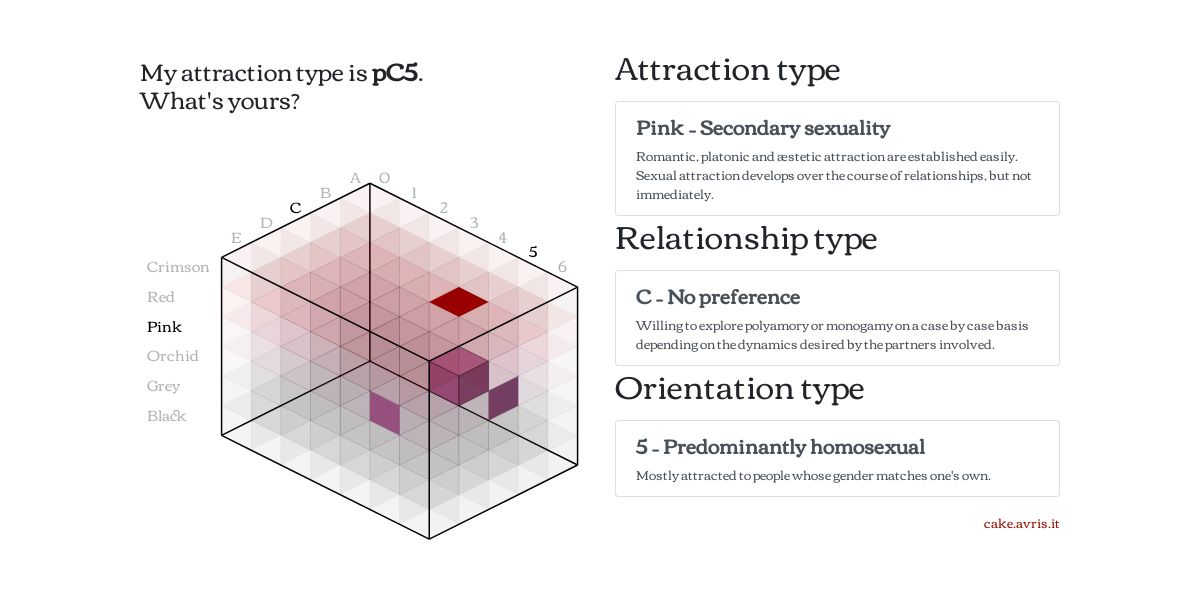 My attraction type is pC5.
What's yours?
A O
B 1
C 2
D 3
E 4
5
6
Crimson
Red
Pink
Orchid
Grey
Black
Attraction type
Pink - Secondary sexuality
Romantic, platonic and æstetic attraction are established easily.
Sexual attraction develops over the course of relationships, but not
immediately.
Relationship type
C - No preference
Willing to explore polyamory or monogamy on a case by case basis
depending on the dynamics desired by the partners involved.
Orientation type
5 - Predominantly homosexual
Mostly attracted to people whose gender matches one's own.
cake.avris.it